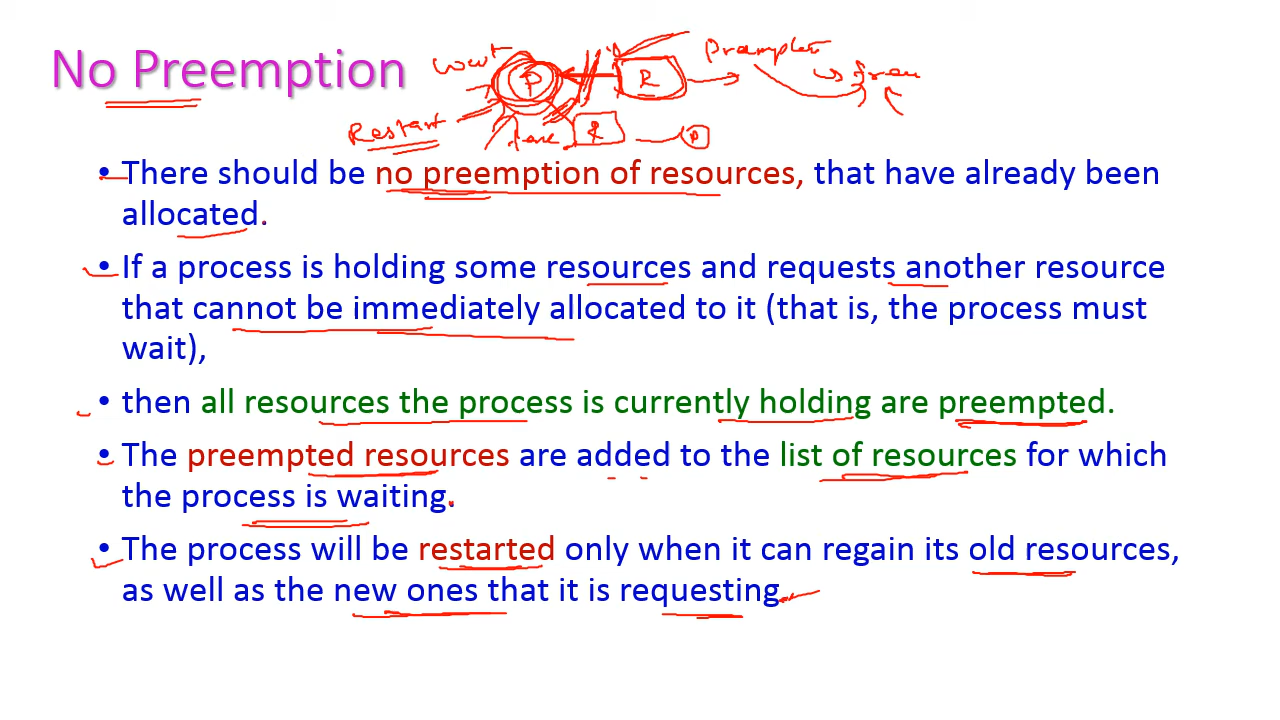 No Preemption
wait
P
R
Preempted
free
Restart
R
P
• There should be no preemption of resources, that have already been
allocated.
• If a process is holding some resources and requests another resource
that cannot be immediately allocated to it (that is, the process must
wait),
• then all resources the process is currently holding are preempted.
• The preempted resources are added to the list of resources for which
the process is waiting.
• The process will be restarted only when it can regain its old resources,
as well as the new ones that it is requesting